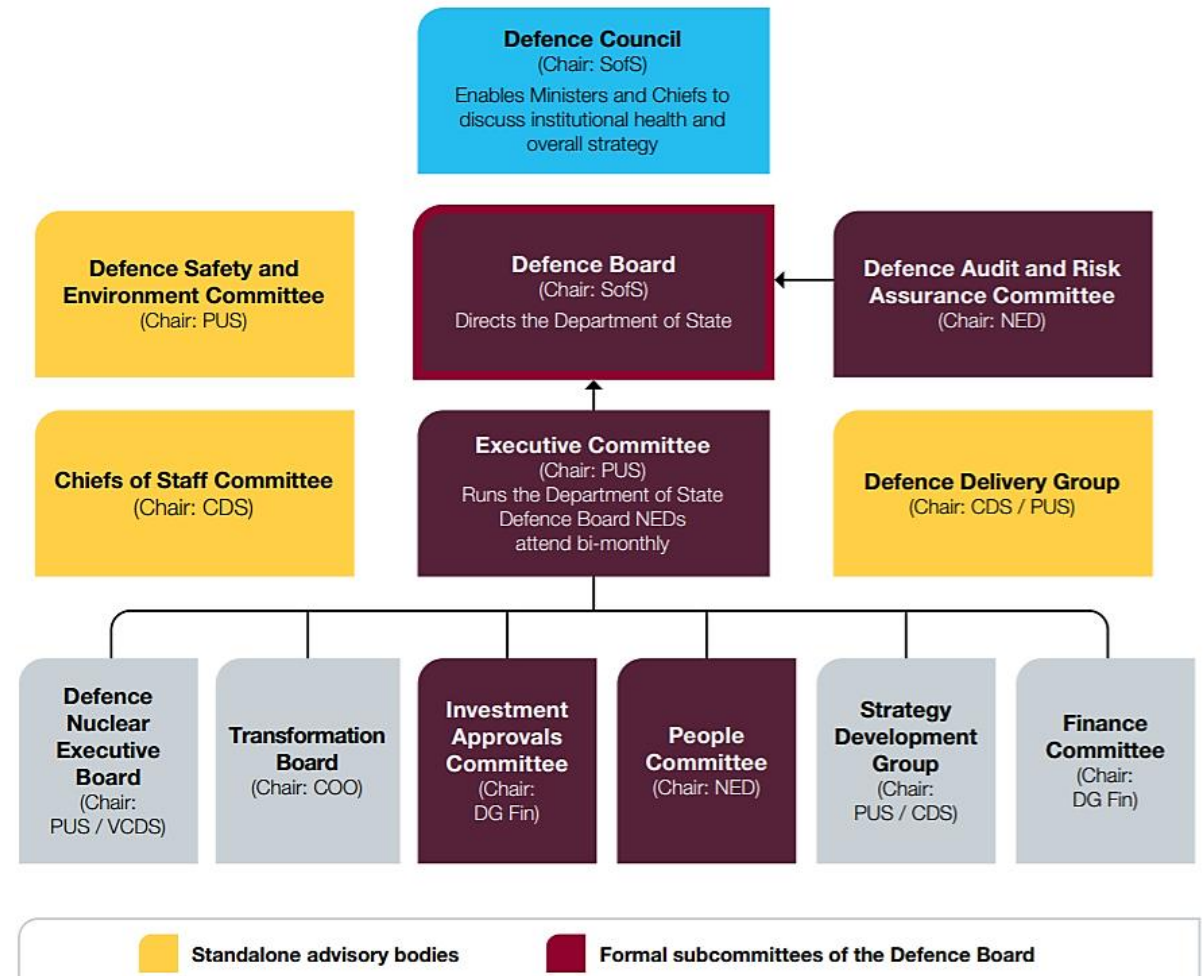 Defence Council
(Chair: SofS)
Enables Ministers and Chiefs to
discuss institutional health and
overall strategy
Defence Safety and
Environment Committee
(Chair: PUS)
Defence Board
(Chair: SofS)
Directs the Department of State
Defence Audit and Risk
Assurance Committee
(Chair: NED)
Chiefs of Staff Committee
(Chair: CDS)
Executive Committee
(Chair: PUS)
Runs the Department of State
Defence Board NEDs
attend bi-monthly
Defence Delivery Group
(Chair: CDS / PUS)
Defence
Nuclear
Executive
Board
(Chair:
PUS / VCDS)
Transformation
Board
(Chair: COO)
Investment
Approvals
Committee
(Chair:
DG Fin)
People
Committee
(Chair: NED)
Strategy
Development
Group
(Chair:
PUS / CDS)
Finance
Committee
(Chair:
DG Fin)
Standalone advisory bodies
Formal subcommittees of the Defence Board